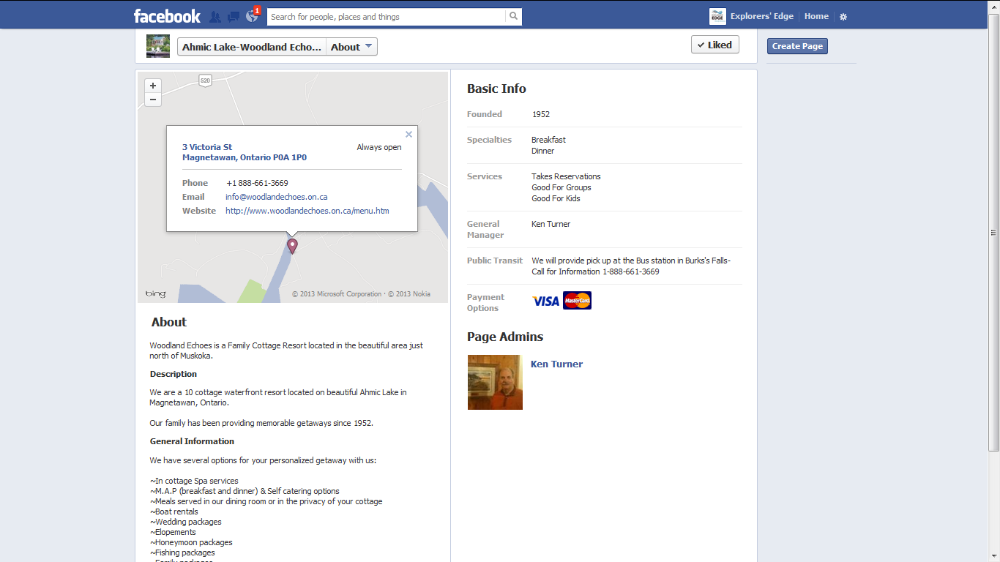 facebook
1
Search for people, places and things
Explorers' Edge
Home
Ahmic Lake-Woodland Echo...
About
Liked
Create Page
+
−
520
3 Victoria St
Magnetawan, Ontario P0A 1P0
Always open
Phone +1 888-661-3669
Email info@woodlandechoes.on.ca
Website http://www.woodlandechoes.on.ca/menu.htm
bing
© 2013 Microsoft Corporation · © 2013 Nokia
About
Woodland Echoes is a Family Cottage Resort located in the beautiful area just
north of Muskoka.
Description
We are a 10 cottage waterfront resort located on beautiful Ahmic Lake in
Magnetawan, Ontario.
Our family has been providing memorable getaways since 1952.
General Information
We have several options for your personalized getaway with us:
~In cottage Spa services
~M.A.P (breakfast and dinner) & Self catering options
~Meals served in our dining room or in the privacy of your cottage
~Boat rentals
~Wedding packages
~Elopements
~Honeymoon packages
~Fishing packages
~Family packages
Basic Info
Founded 1952
Specialties Breakfast
Dinner
Services Takes Reservations
Good For Groups
Good For Kids
General Manager Ken Turner
Public Transit We will provide pick up at the Bus station in Burks's Falls-
Call for Information 1-888-661-3669
Payment Options VISA MasterCard
Page Admins
Ken Turner